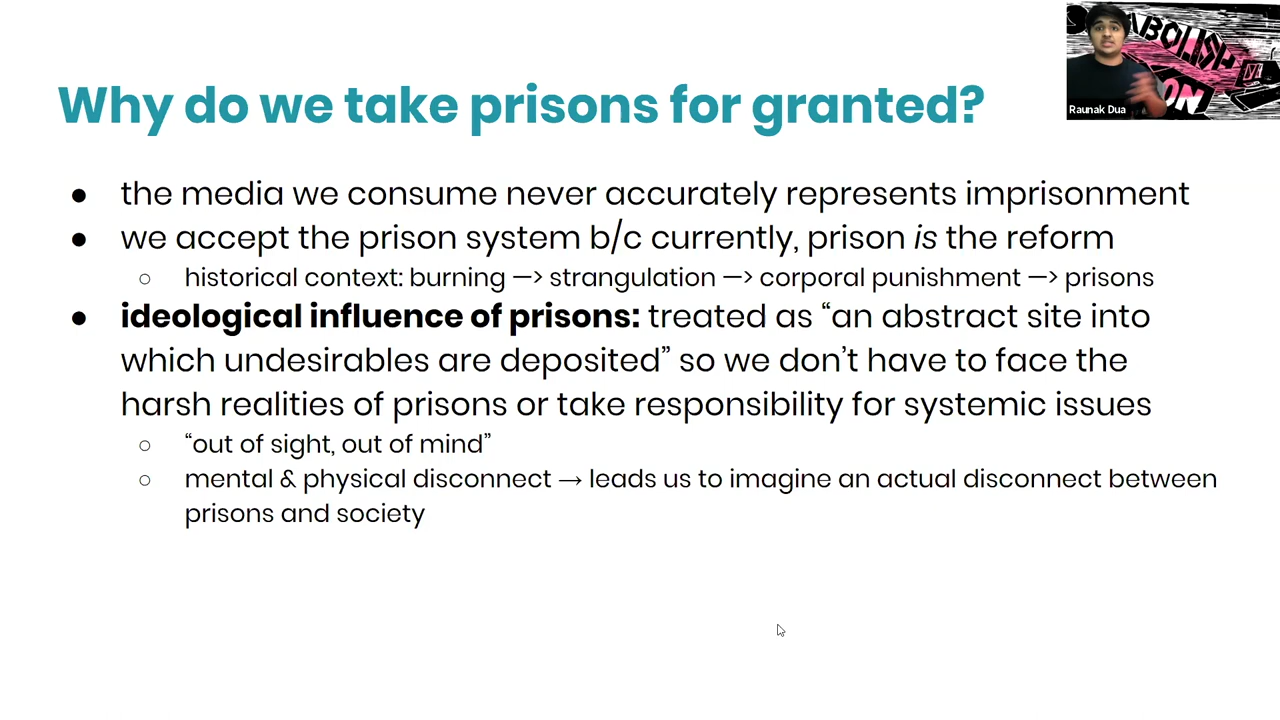 Why do we take prisons for granted?
ABOLISH
Raunak Dua
● the media we consume never accurately represents imprisonment
● we accept the prison system b/c currently, prison is the reform
○ historical context: burning —> strangulation —> corporal punishment —> prisons
● ideological influence of prisons: treated as “an abstract site into
which undesirables are deposited” so we don’t have to face the
harsh realities of prisons or take responsibility for systemic issues
○ “out of sight, out of mind”
○ mental & physical disconnect → leads us to imagine an actual disconnect between
prisons and society